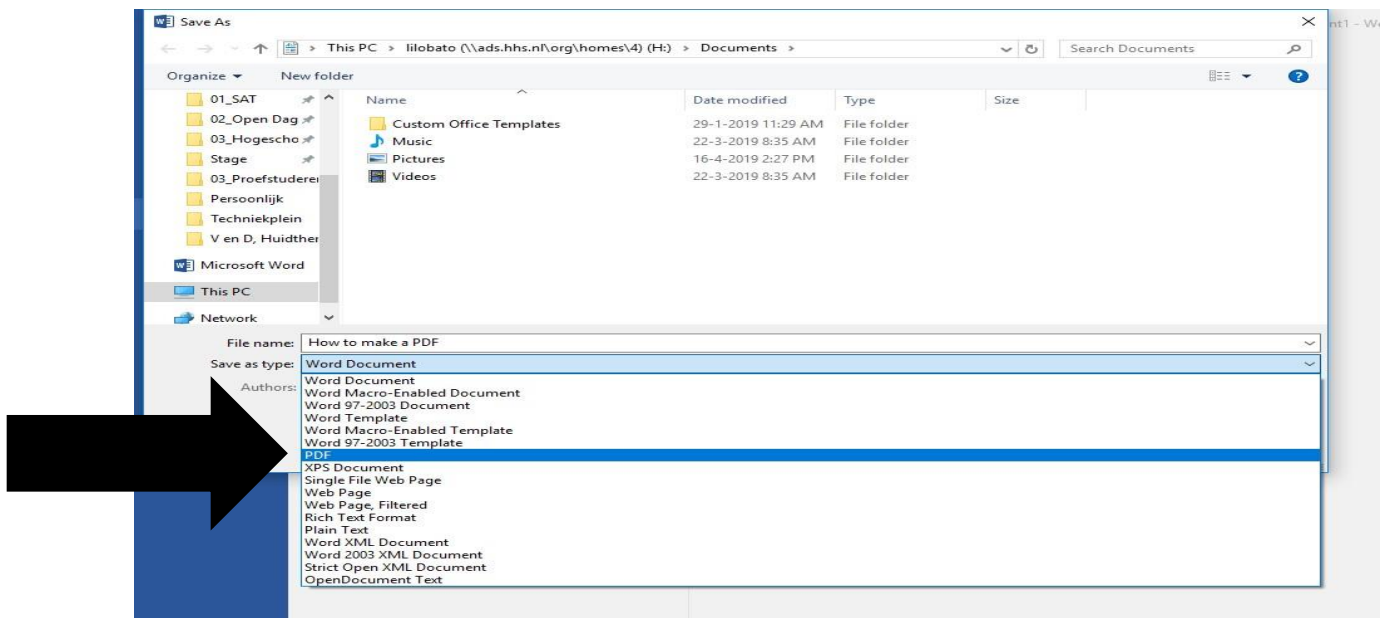 Save As
nt1 - W
This PC > lilobato (\\ads.hhs.nl\org\homes\4) (H:) > Documents >
Search Documents
Organize
New folder
Name
Date modified
Type
Size
01_SAT
02_Open Dag
03_Hogescho
Stage
03_Proefstuderei
Persoonlijk
Techniekplein
V en D, Huidther
Microsoft Word
This PC
Network
Custom Office Templates 29-1-2019 11:29 AM File folder
Music 22-3-2019 8:35 AM File folder
Pictures 16-4-2019 2:27 PM File folder
Videos 22-3-2019 8:35 AM File folder
File name: How to make a PDF
Save as type: Word Document
Authors:
Word Document
Word Macro-Enabled Document
Word 97-2003 Document
Word Template
Word Macro-Enabled Template
Word 97-2003 Template
PDF
XPS Document
Single File Web Page
Web Page
Web Page, Filtered
Rich Text Format
Plain Text
Word XML Document
Word 2003 XML Document
Strict Open XML Document
OpenDocument Text